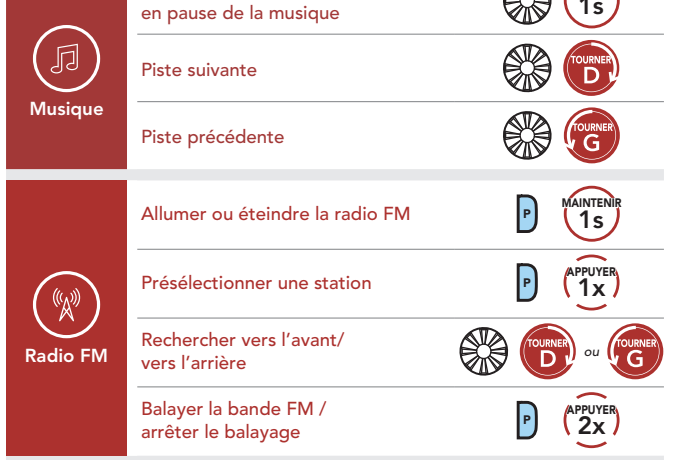 en pause de la musique
1s
Musique
Piste suivante
TOURNER
D
Piste précédente
TOURNER
G
Radio FM
Allumer ou éteindre la radio FM
P
MAINTENIR
1s
Présélectionner une station
P
APPUYER
1x
Rechercher vers l'avant/
vers l'arrière
TOURNER
D
ou
TOURNER
G
Balayer la bande FM /
arrêter le balayage
P
APPUYER
2x